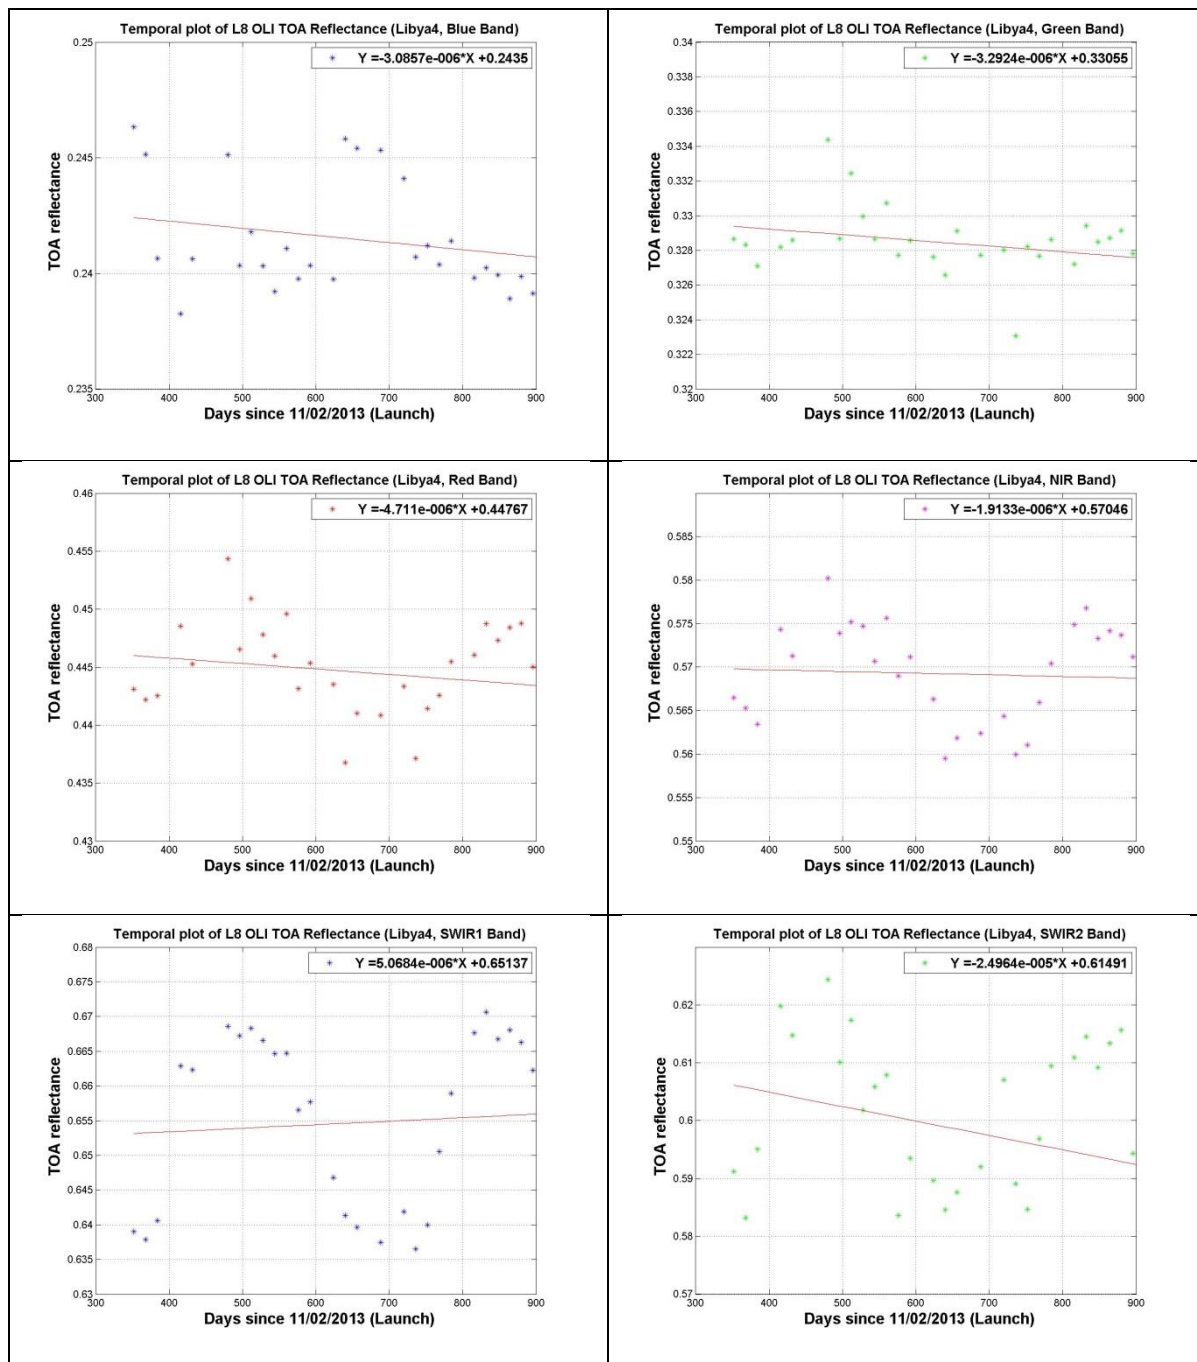 Temporal plot of L8 OLI TOA Reflectance (Libya4, Blue Band)
0.25
Y =-3.0857e-006*X +0.2435
0.245
TOA reflectance
0.24
0.235
300 400 500 600 700 800 900
Days since 11/02/2013 (Launch)
Temporal plot of L8 OLI TOA Reflectance (Libya4, Green Band)
0.34
Y =-3.2924e-006*X +0.33055
0.338
0.336
0.334
0.332
TOA reflectance
0.33
0.328
0.326
0.324
0.322
0.32
300 400 500 600 700 800 900
Days since 11/02/2013 (Launch)
Temporal plot of L8 OLI TOA Reflectance (Libya4, Red Band)
0.46
Y =-4.711e-006*X +0.44767
0.455
0.45
TOA reflectance
0.445
0.44
0.435
0.43
300 400 500 600 700 800 900
Days since 11/02/2013 (Launch)
Temporal plot of L8 OLI TOA Reflectance (Libya4, NIR Band)
Y =-1.9133e-006*X +0.57046
0.585
0.58
0.575
TOA reflectance
0.57
0.565
0.56
0.555
0.55
300 400 500 600 700 800 900
Days since 11/02/2013 (Launch)
Temporal plot of L8 OLI TOA Reflectance (Libya4, SWIR1 Band)
0.68
Y =5.0684e-006*X +0.65137
0.675
0.67
0.665
0.66
TOA reflectance
0.655
0.65
0.645
0.64
0.635
0.63
300 400 500 600 700 800 900
Days since 11/02/2013 (Launch)
Temporal plot of L8 OLI TOA Reflectance (Libya4, SWIR2 Band)
Y =-2.4964e-005*X +0.61491
0.62
0.61
TOA reflectance
0.6
0.59
0.58
0.57
300 400 500 600 700 800 900
Days since 11/02/2013 (Launch)